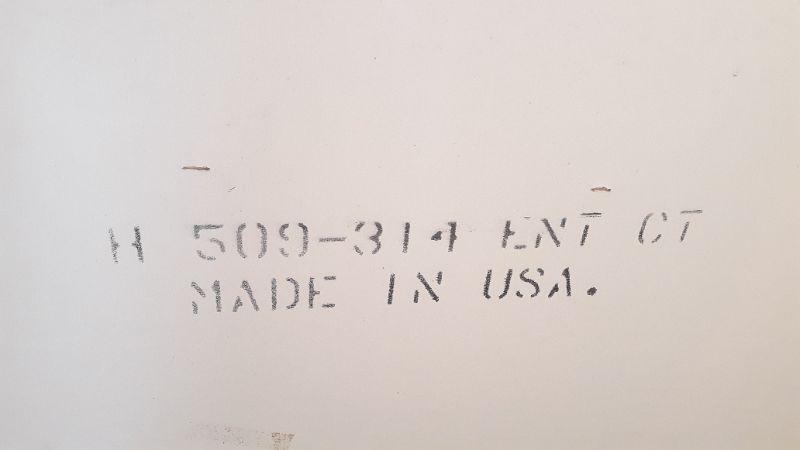 H 509-314 ENT CT
MADE IN USA.